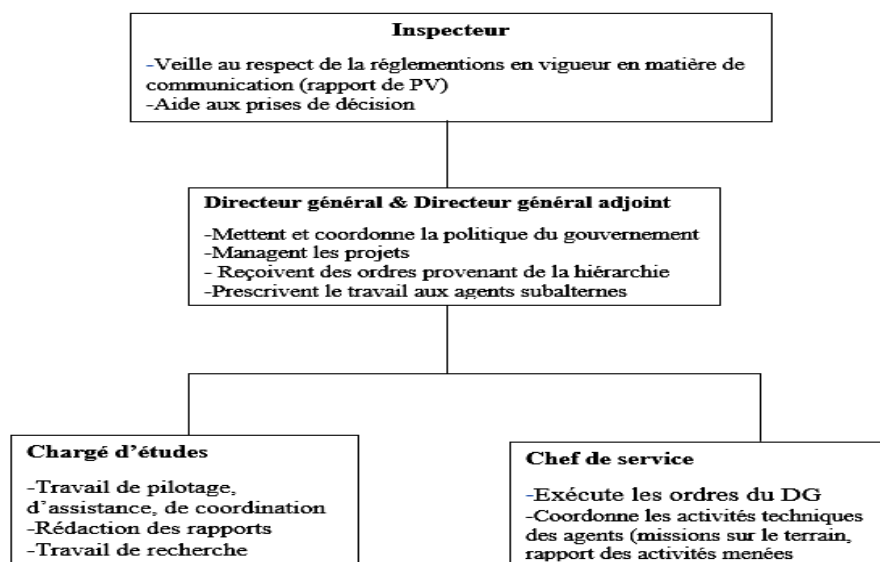 Inspecteur
-Veille au respect de la réglementions en vigueur en matière de
communication (rapport de PV)
-Aide aux prises de décision
Directeur général & Directeur général adjoint
-Mettent et coordonne la politique du gouvernement
-Managent les projets
- Reçoivent des ordres provenant de la hiérarchie
-Prescrivent le travail aux agents subalternes
Chargé d'études
-Travail de pilotage,
d'assistance, de coordination
-Rédaction des rapports
-Travail de recherche
Chef de service
-Exécute les ordres du DG
-Coordonne les activités techniques
des agents (missions sur le terrain,
rapport des activités menées